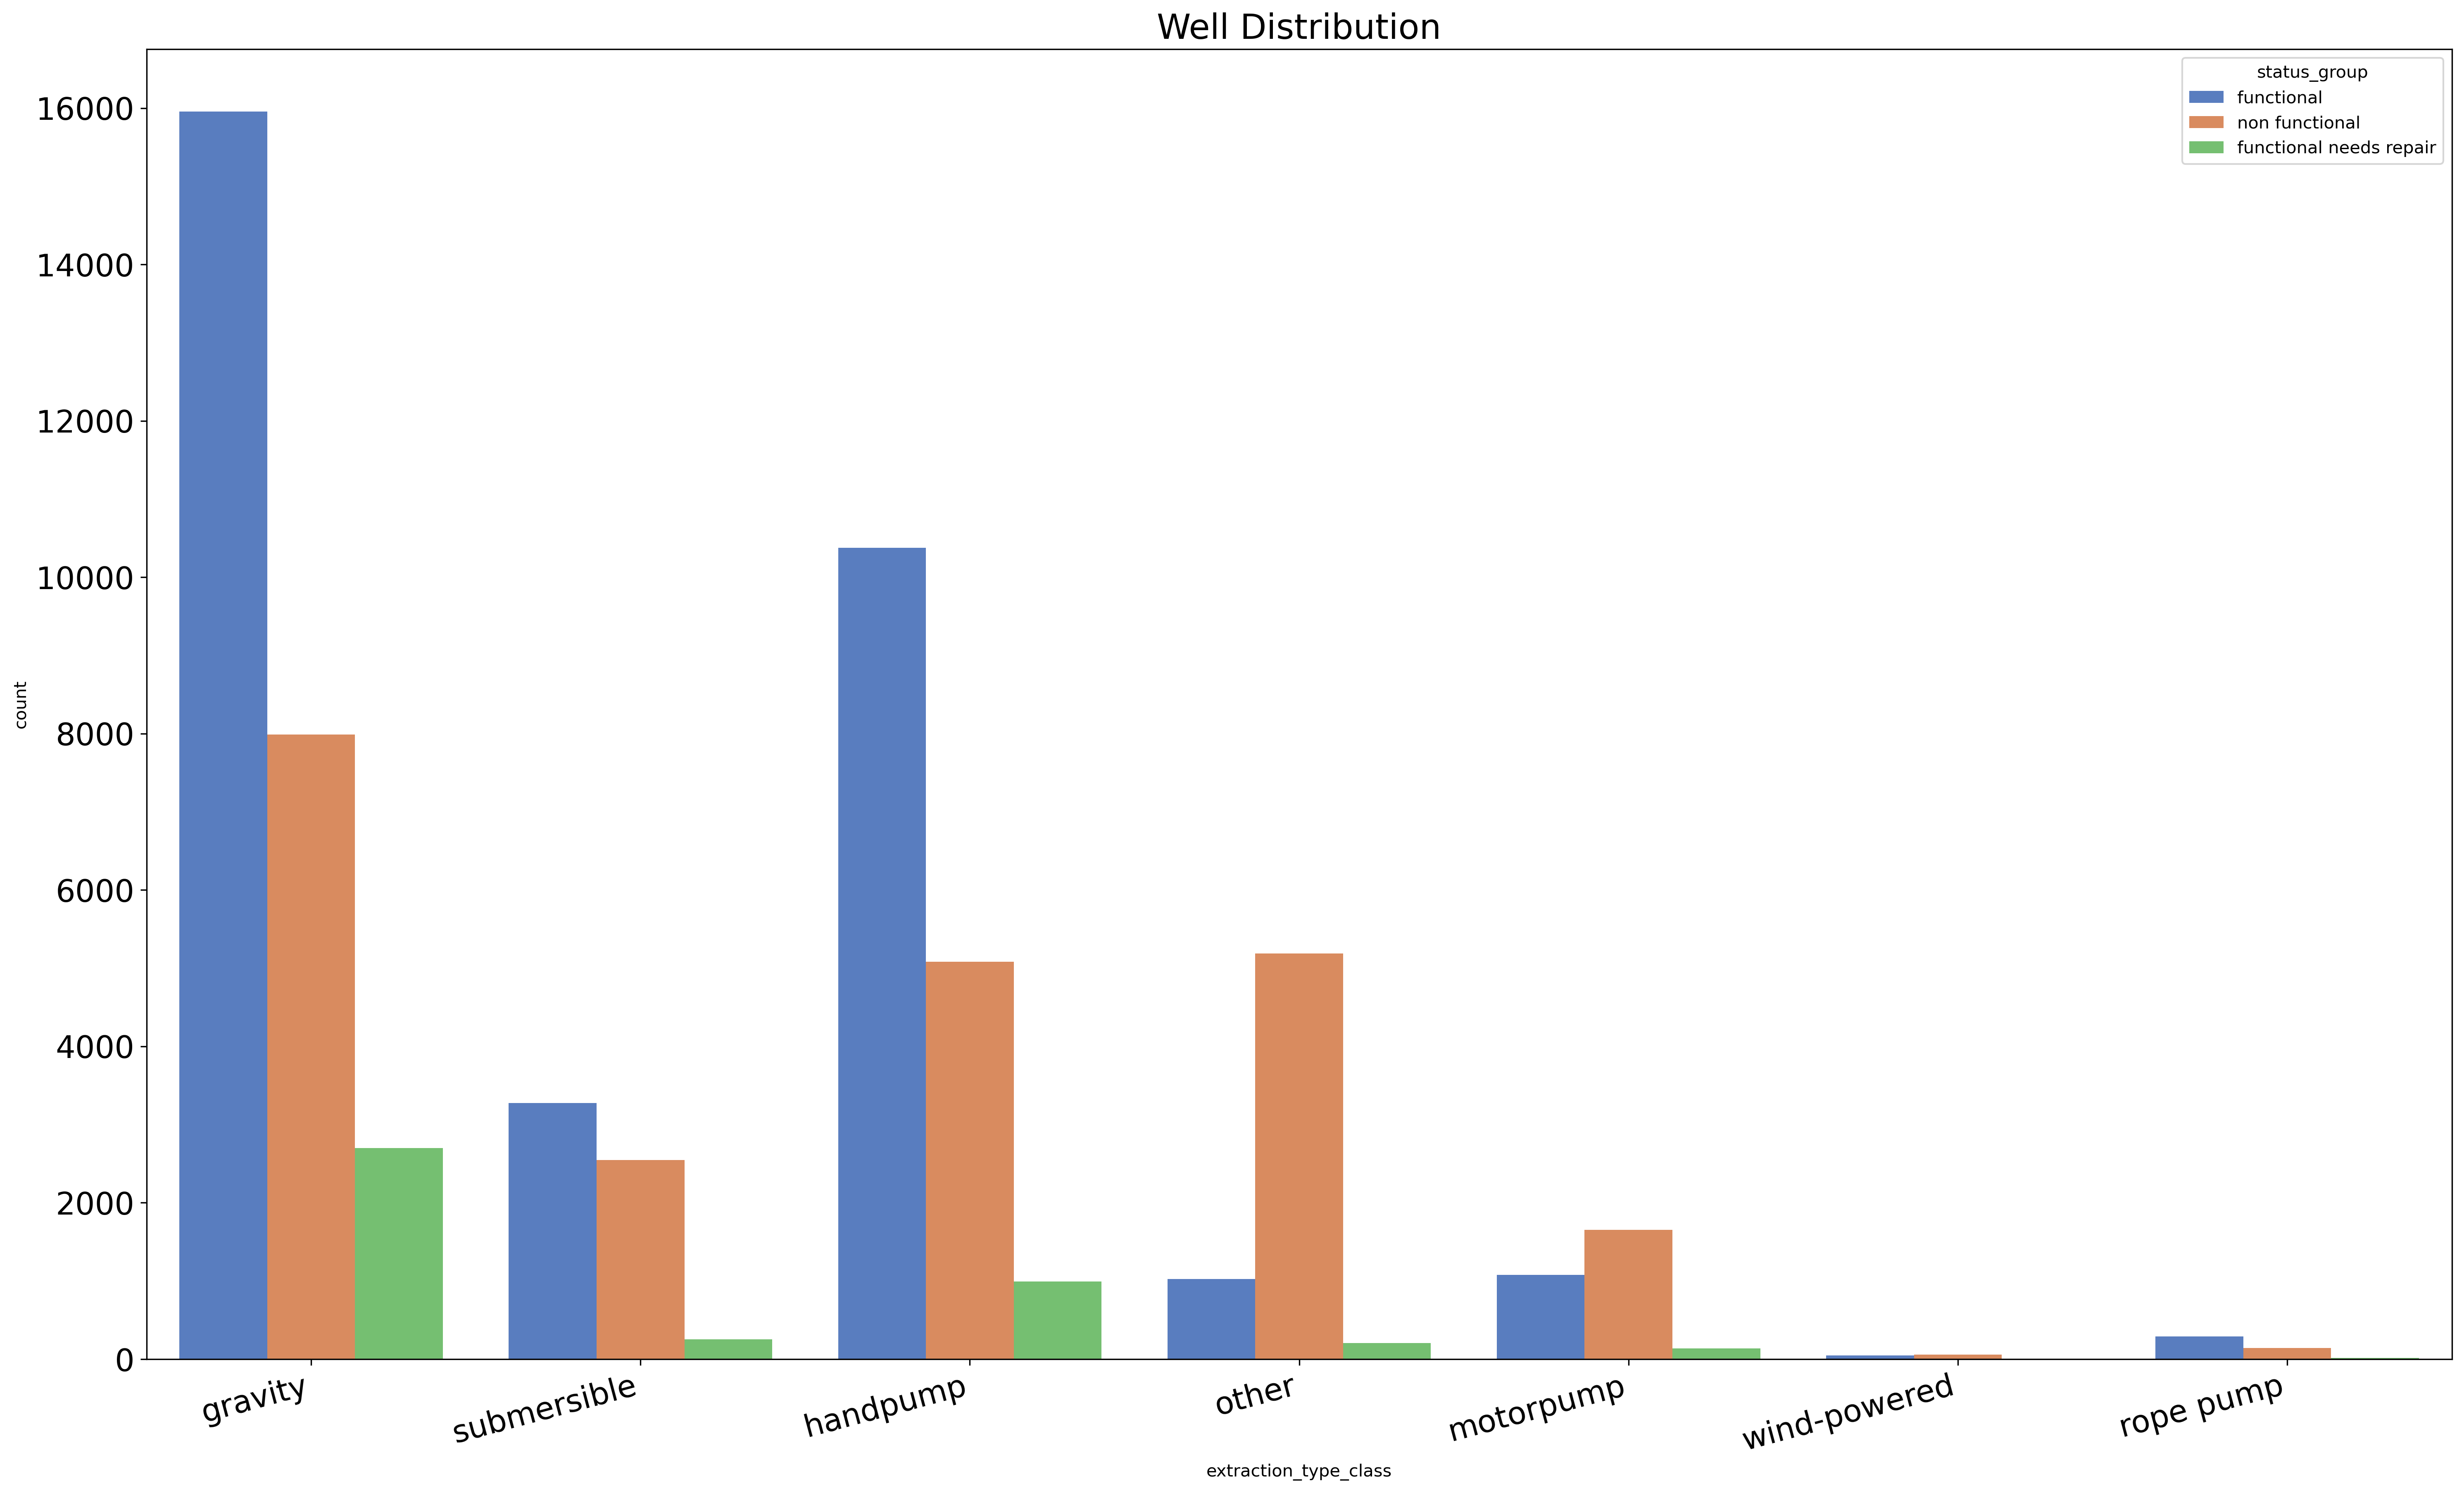 Well Distribution
status_group
functional
non functional
functional needs repair
16000
14000
12000
10000
8000
6000
4000
2000
0
count
gravity
submersible
handpump
other
motorpump
wind-powered
rope pump
extraction_type_class